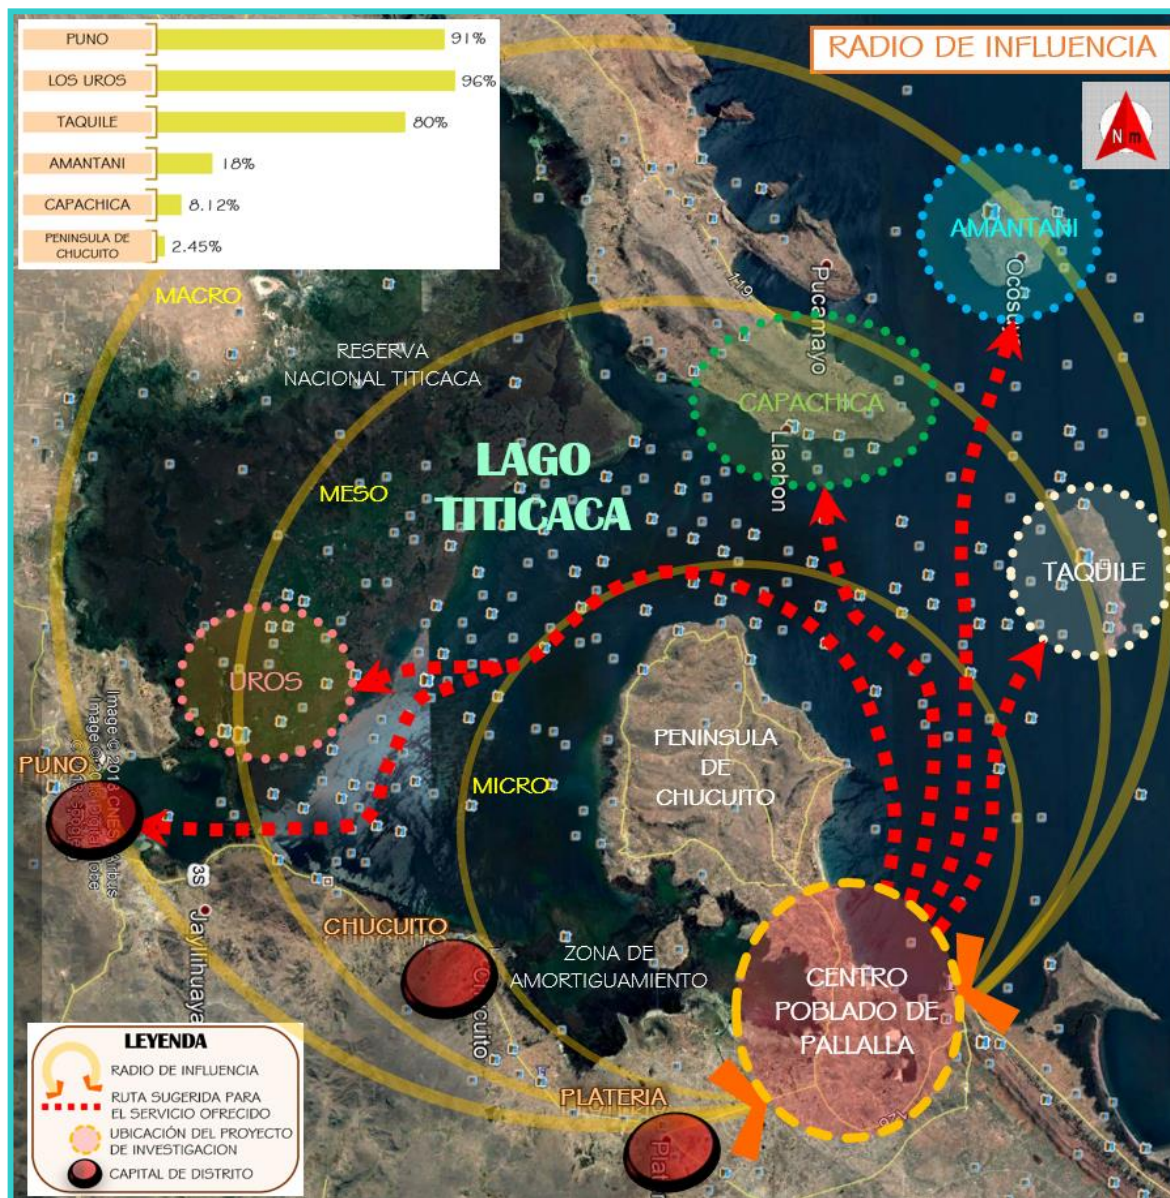 RADIO DE INFLUENCIA
PUNO 91%
LOS UROS 96%
TAQUILE 80%
AMANTANI 18%
CAPACHICA 8.12%
PENINSULA DE
CHUCUITO 2.45%
N m
MACRO
RESERVA
NACIONAL TITICACA
119
Pucamayo
AMANTANI
Ocosuyo
CAPACHICA
Llachon
LAGO
TITICACA
MESO
TAQUILE
UROS
PUNO
PENINSULA
DE
CHUCUITO
MICRO
3S
Jayllihuaya
CHUCUITO
Chucuito
ZONA DE
AMORTIGUAMIENTO
CENTRO
POBLADO DE
PALLALLA
PLATERIA
LEYENDA
RADIO DE INFLUENCIA
RUTA SUGERIDA PARA
EL SERVICIO OFRECIDO
UBICACIÓN DEL PROYECTO
DE INVESTIGACION
CAPITAL DE DISTRITO